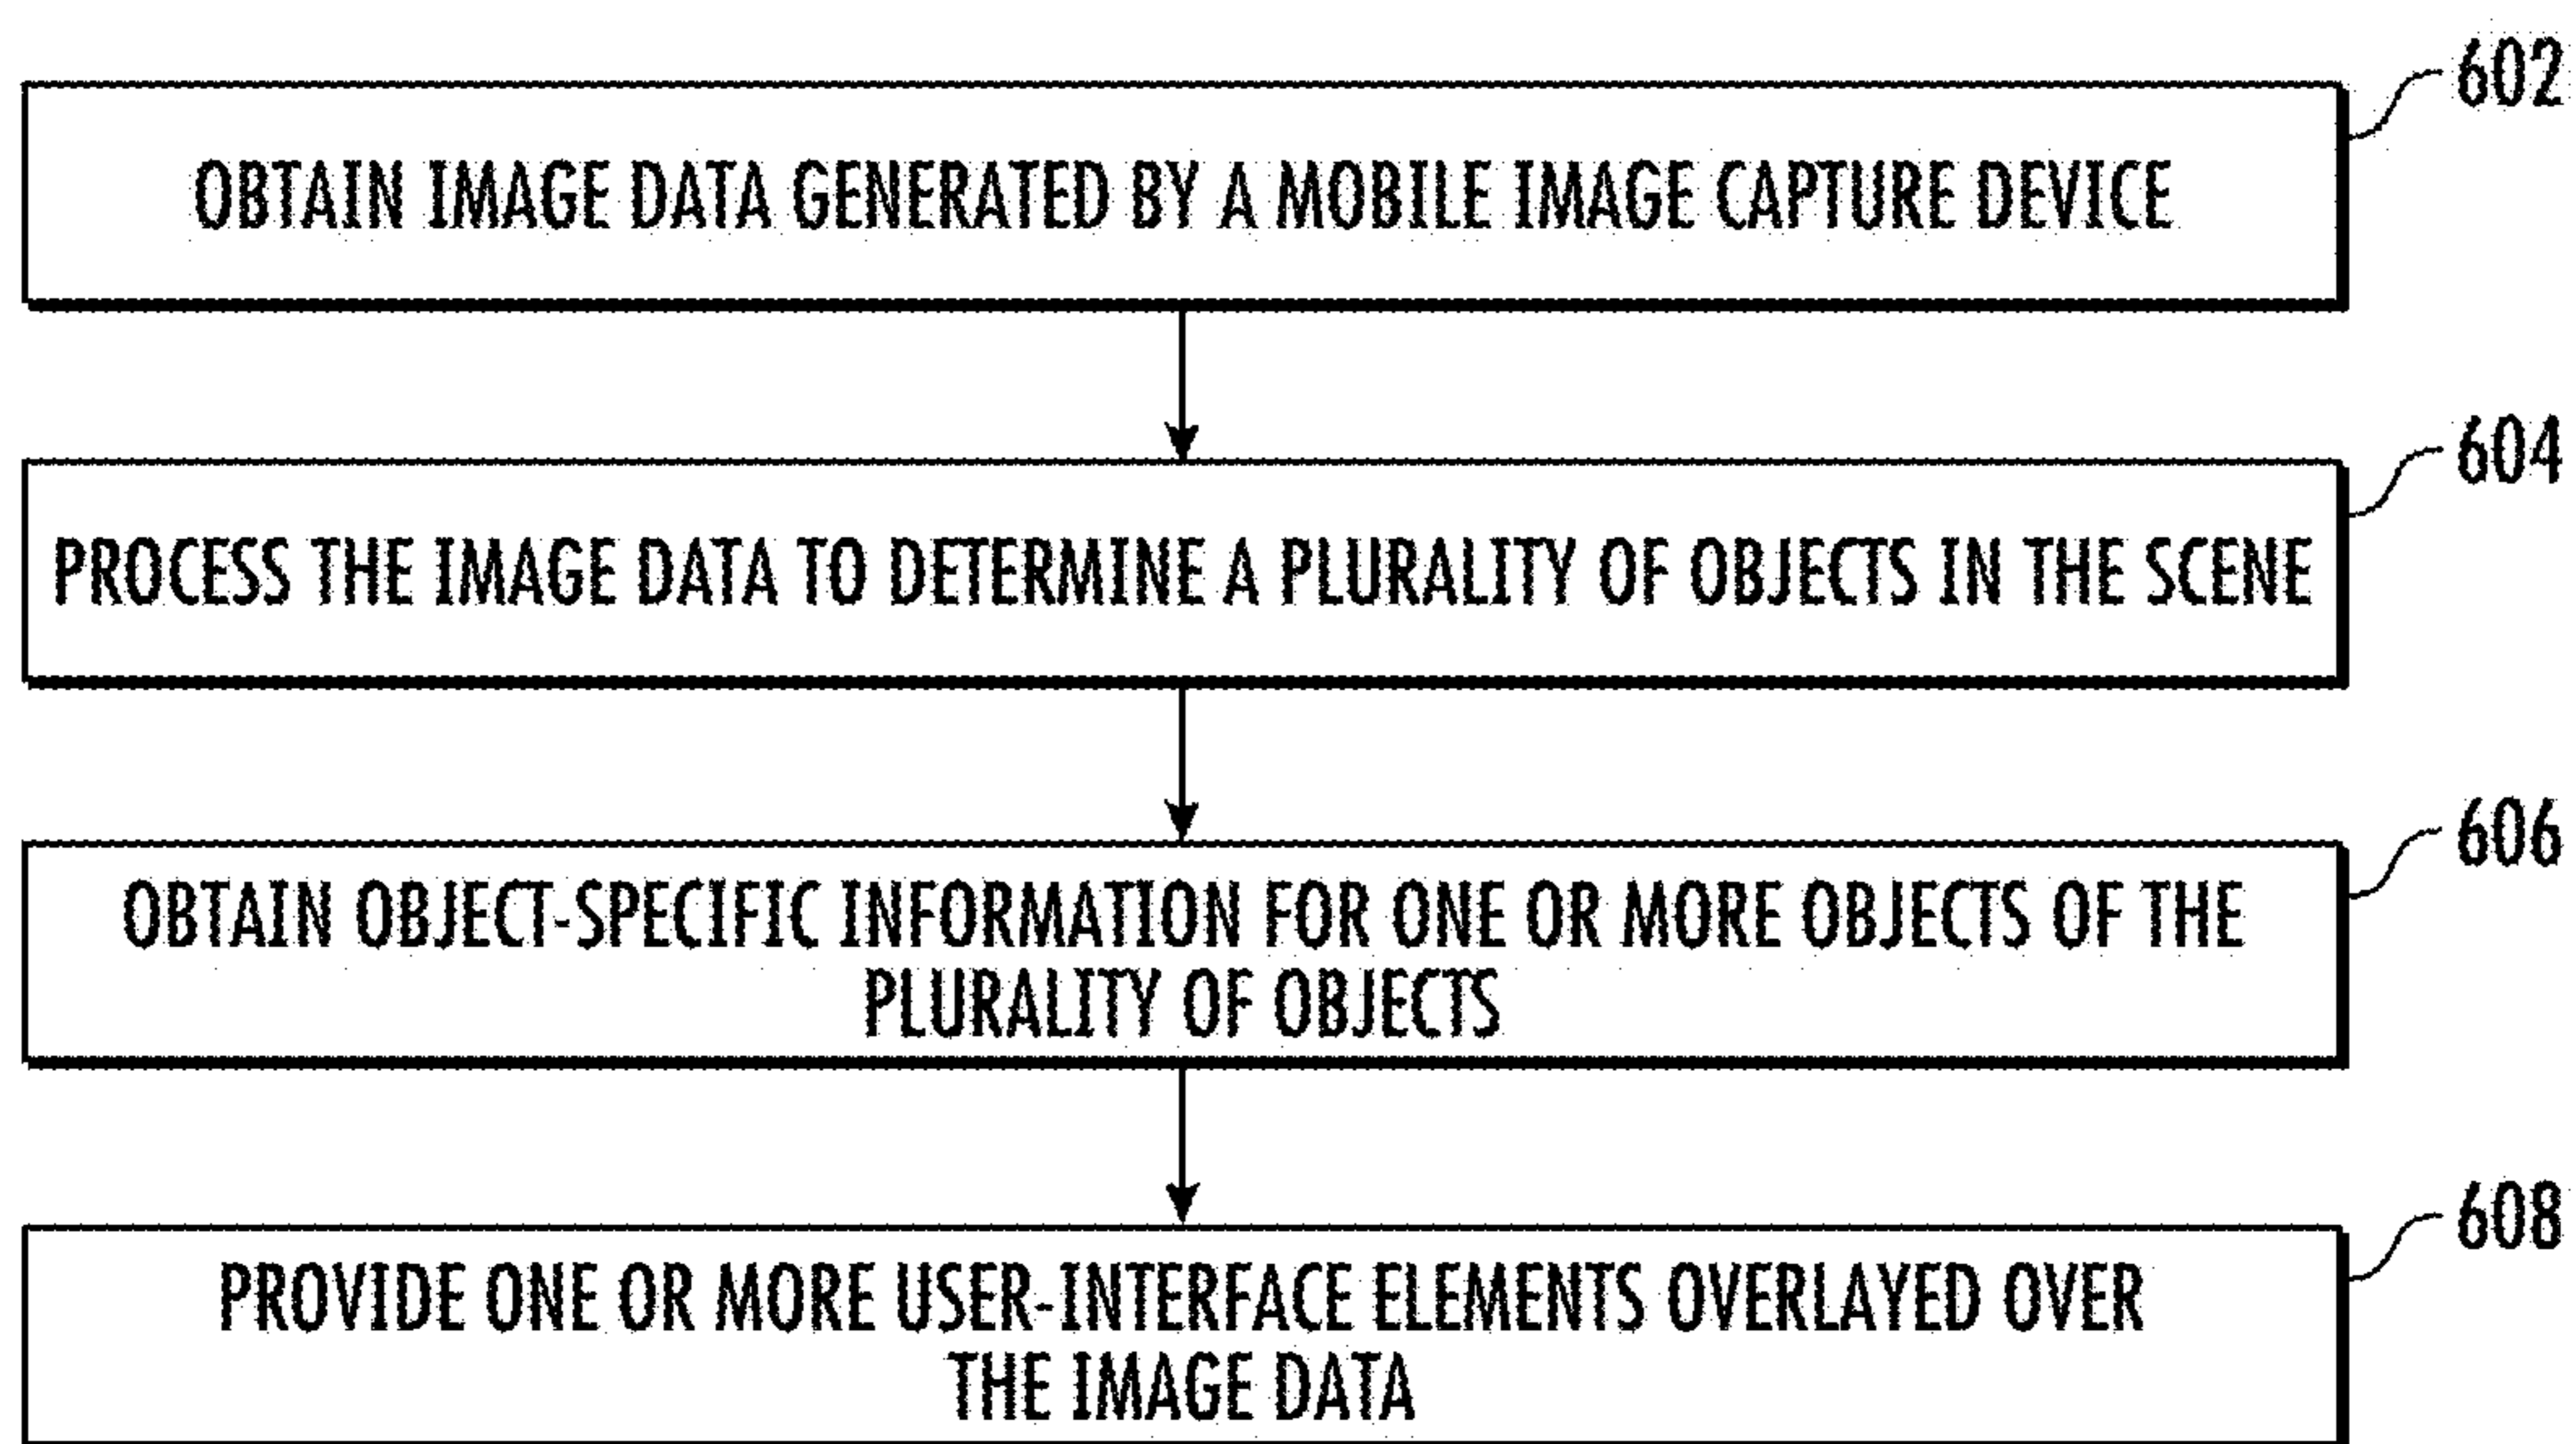 602
OBTAIN IMAGE DATA GENERATED BY A MOBILE IMAGE CAPTURE DEVICE
604
PROCESS THE IMAGE DATA TO DETERMINE A PLURALITY OF OBJECTS IN THE SCENE
606
OBTAIN OBJECT-SPECIFIC INFORMATION FOR ONE OR MORE OBJECTS OF THE
PLURALITY OF OBJECTS
608
PROVIDE ONE OR MORE USER-INTERFACE ELEMENTS OVERLAYED OVER
THE IMAGE DATA